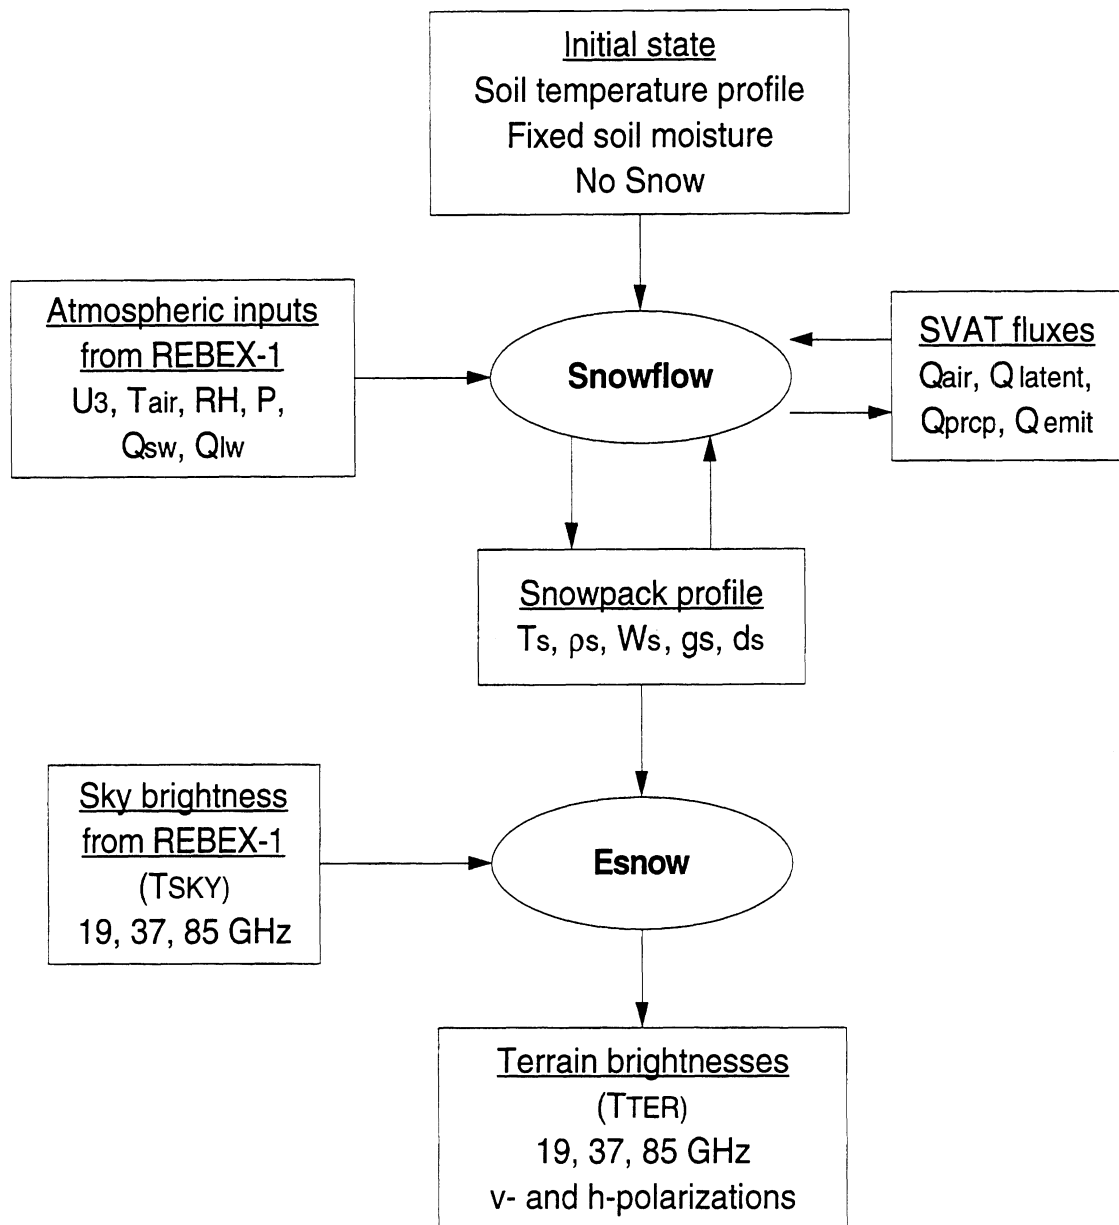 Initial state
Soil temperature profile
Fixed soil moisture
No Snow
Atmospheric inputs
from REBEX-1
U3, Tair, RH, P,
Qsw, Qlw
Snowflow
SVAT fluxes
Qair, Qlatent,
Qprcp, Qemit
Snowpack profile
Ts, ρs, Ws, gs, ds
Sky brightness
from REBEX-1
(TSKY)
19, 37, 85 GHz
Esnow
Terrain brightnesses
(TTER)
19, 37, 85 GHz
v- and h-polarizations